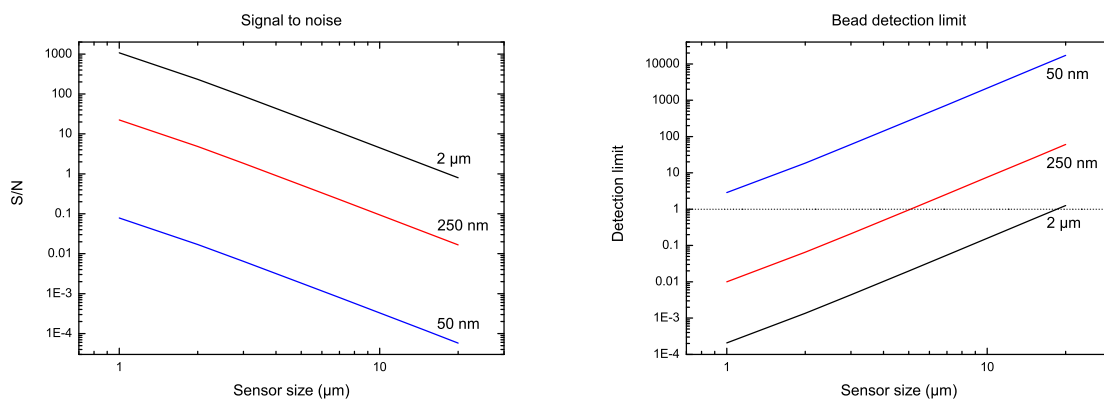 Signal to noise
1000
100
10
1
0.1
0.01
1E-3
1E-4
S/N
2 µm
250 nm
50 nm
1
10
Sensor size (µm)
Bead detection limit
10000
1000
100
10
1
0.1
0.01
1E-3
1E-4
Detection limit
50 nm
250 nm
2 µm
1
10
Sensor size (µm)